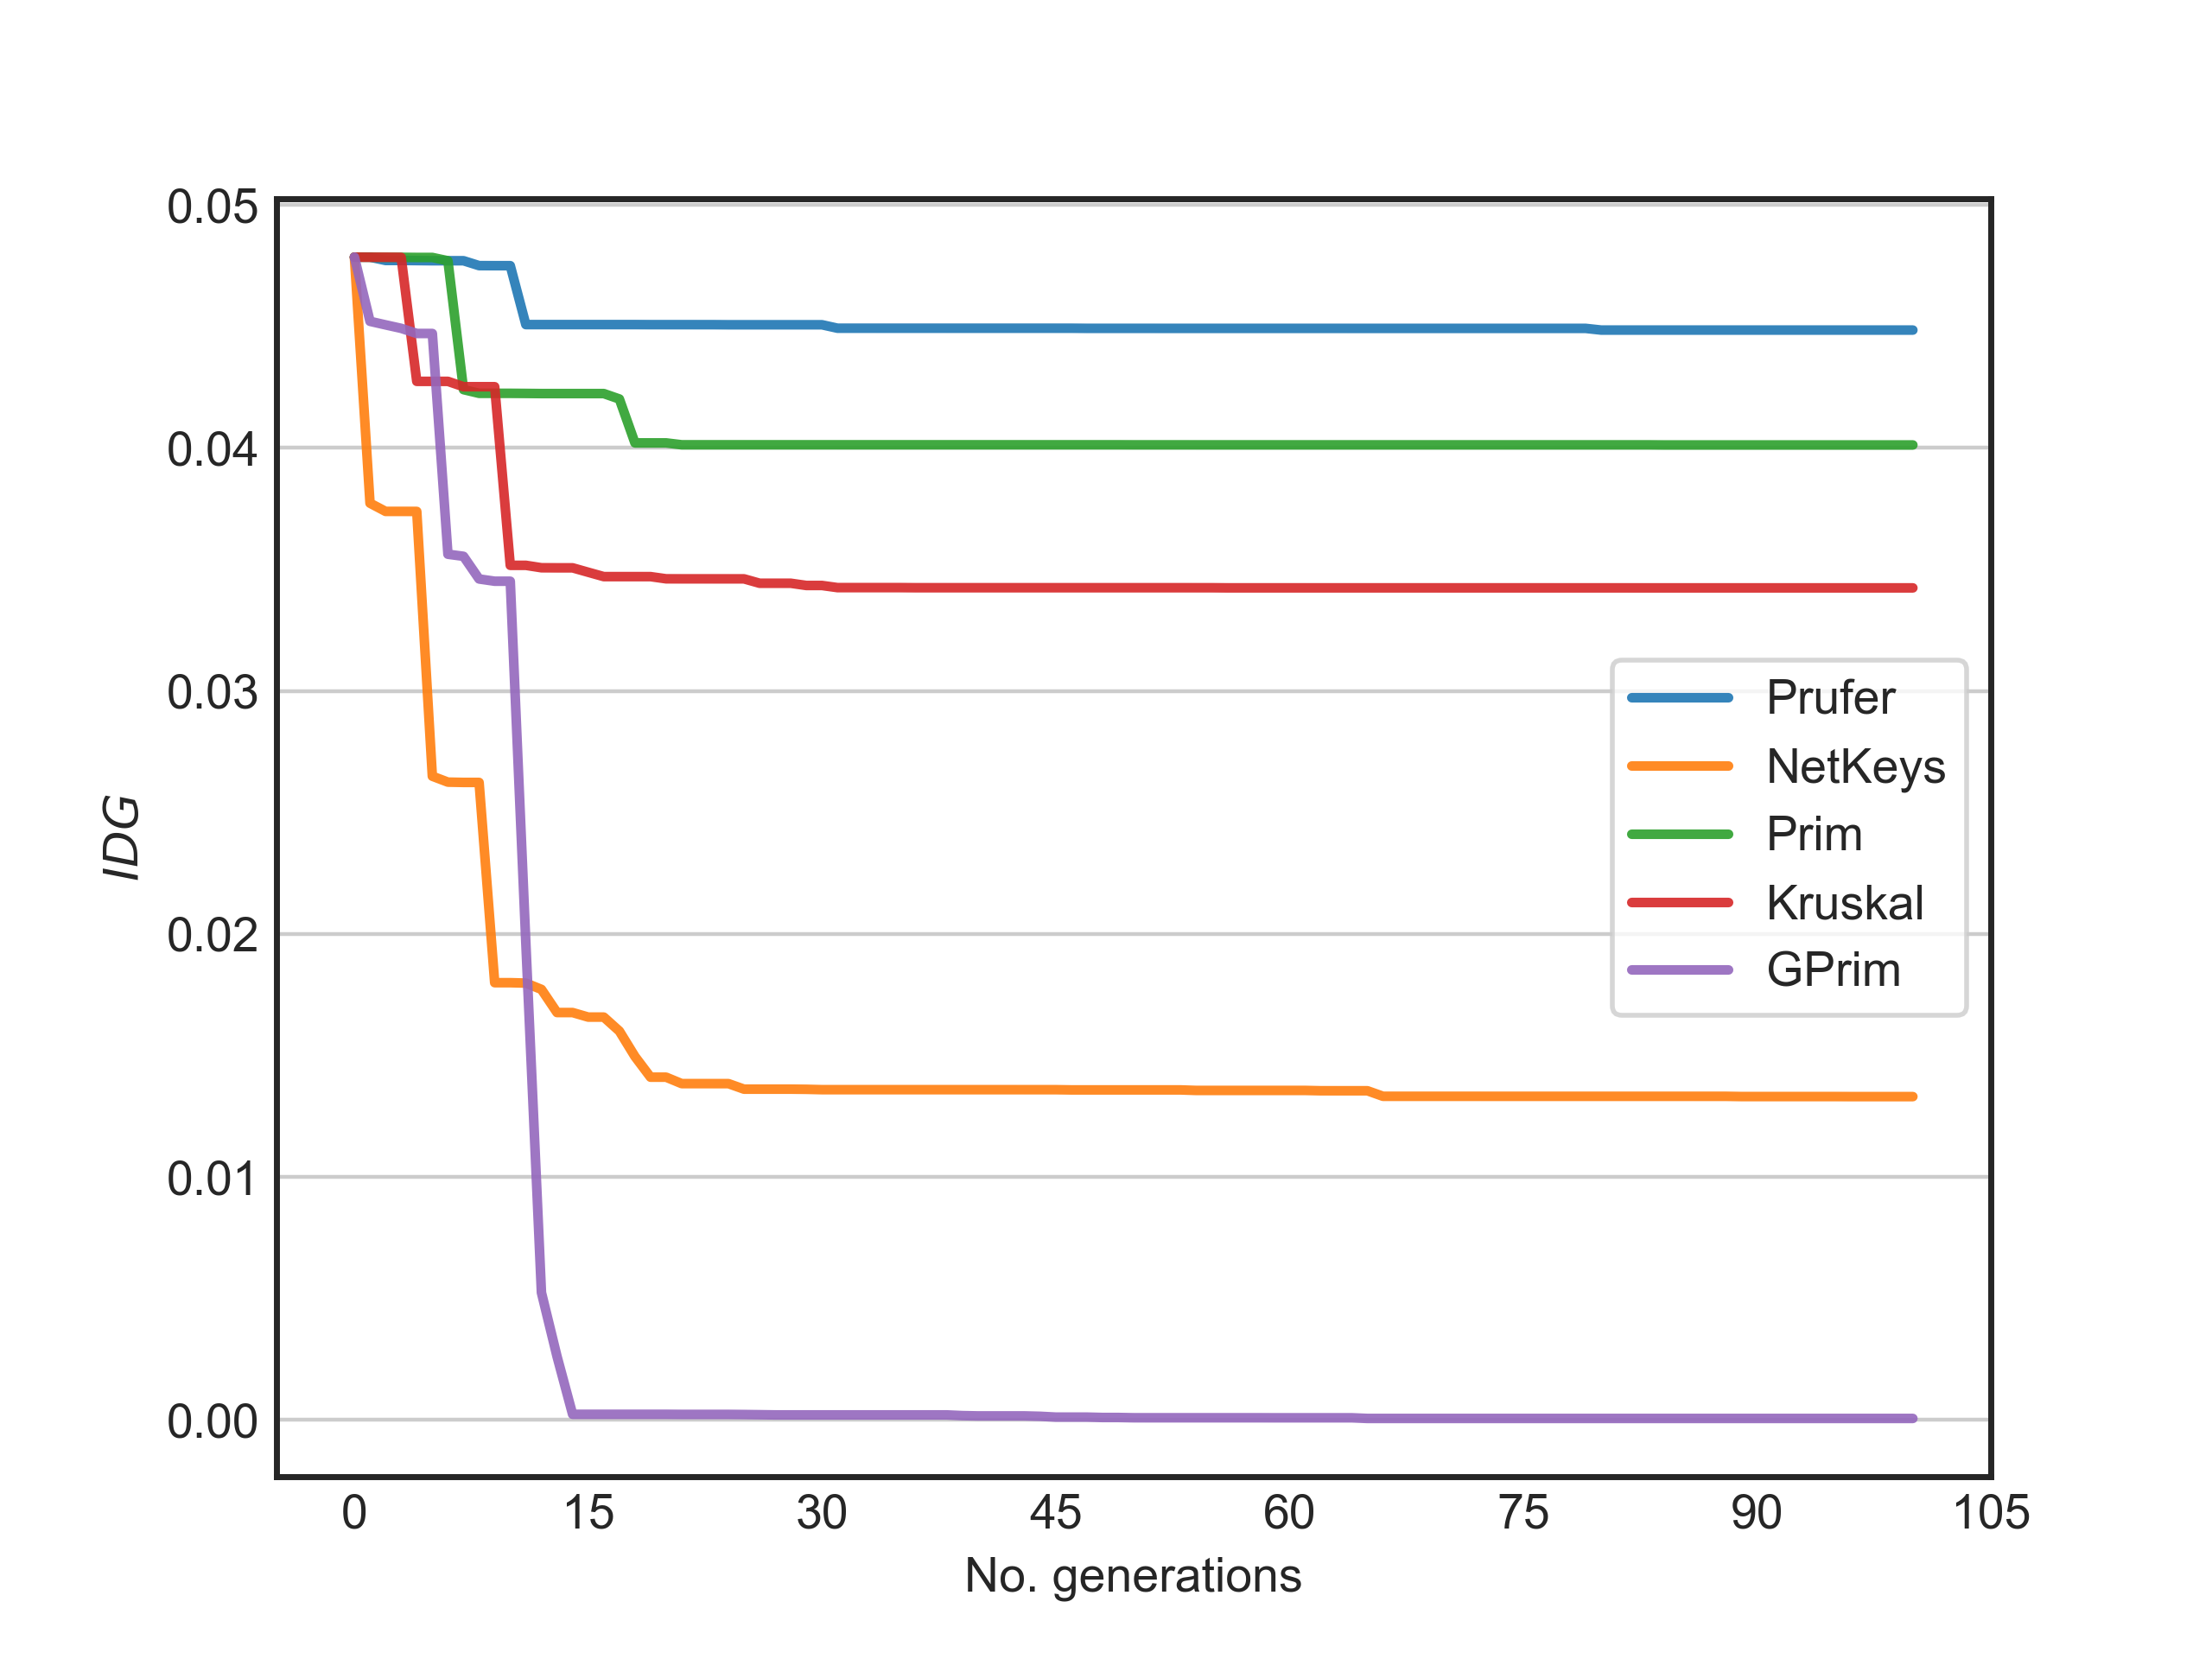 0.05
0.04
0.03
0.02
0.01
0.00
IDG
Prufer
NetKeys
Prim
Kruskal
GPrim
0 15 30 45 60 75 90 105
No. generations